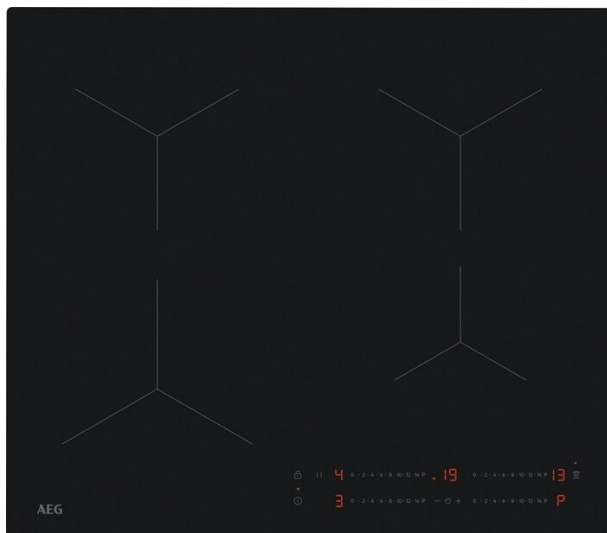 4 0 · 2 · 4 · 6 · 8 · 10 · 12 · 14 P . 19 0 · 2 · 4 · 6 · 8 · 10 · 12 · 14 P 13
3 0 · 2 · 4 · 6 · 8 · 10 · 12 · 14 P − + 0 · 2 · 4 · 6 · 8 · 10 · 12 · 14 P P
AEG